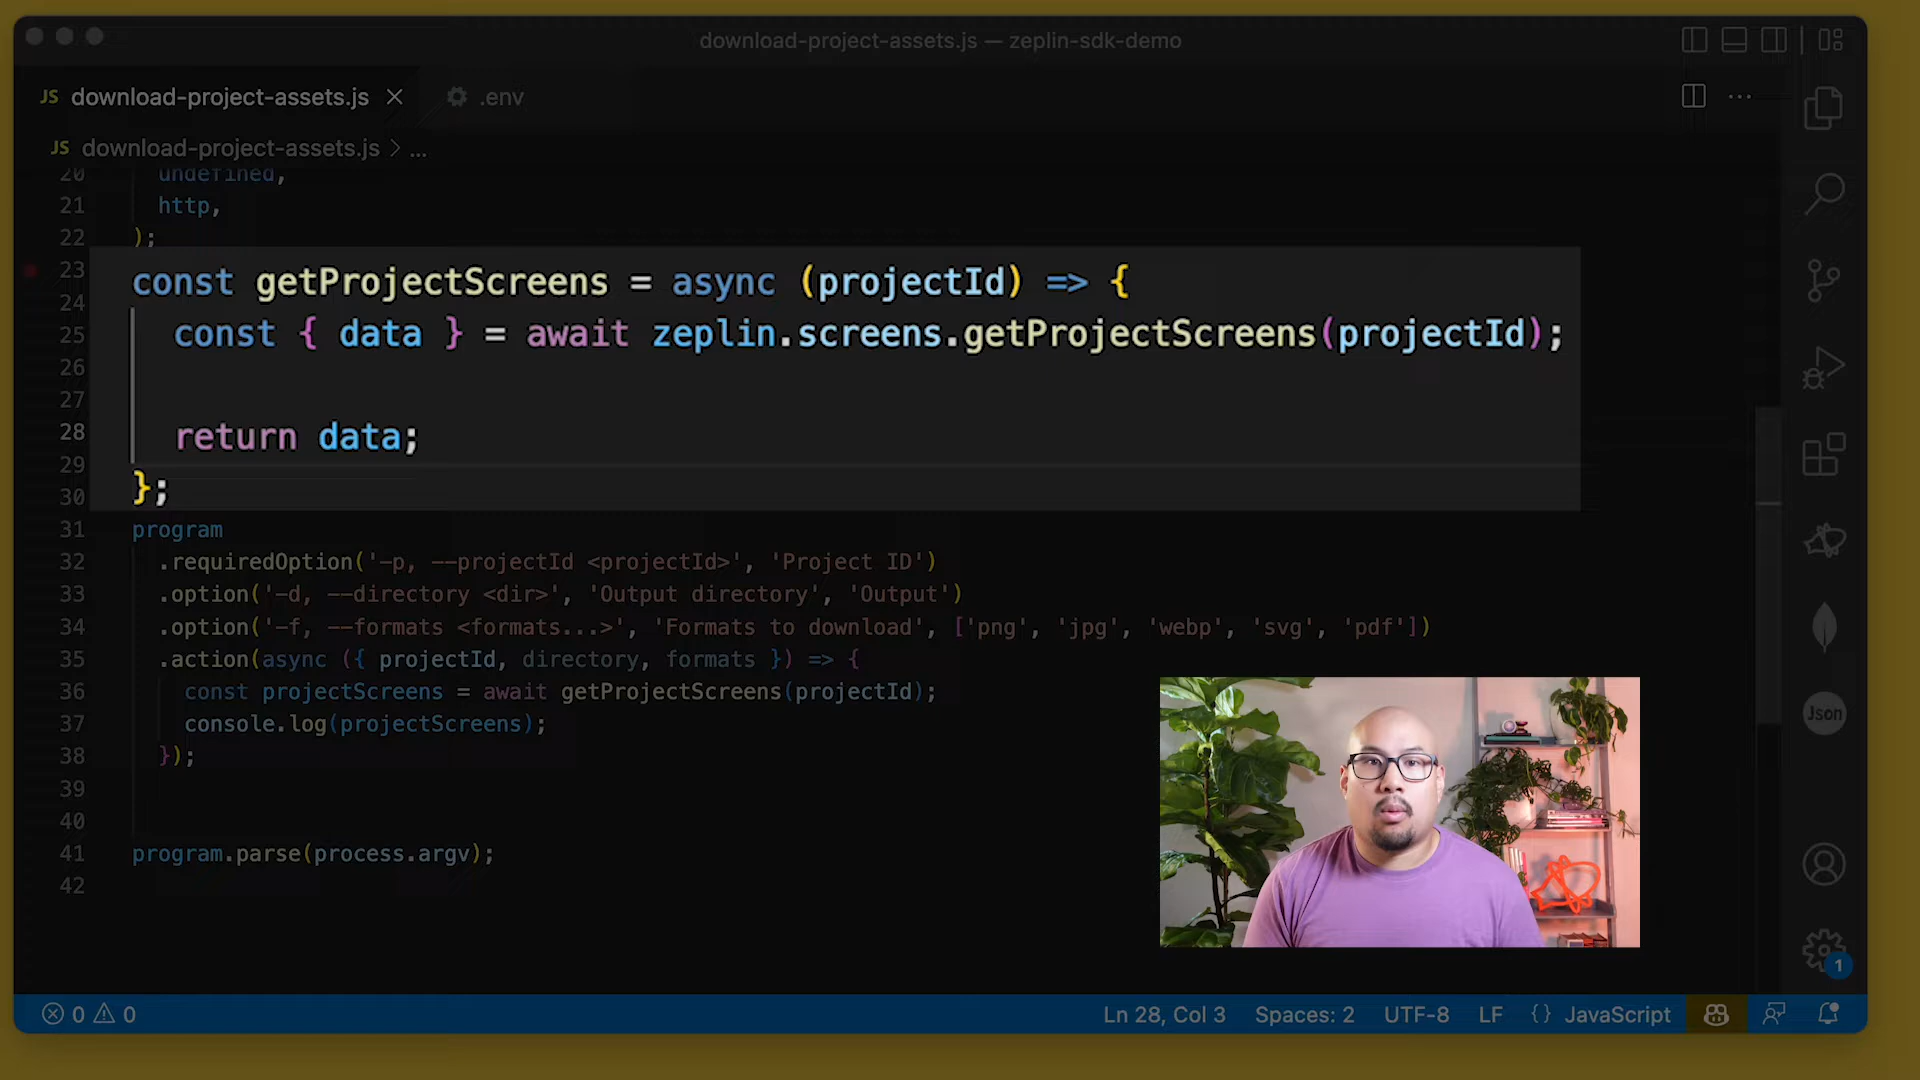 download-project-assets.js — zeplin-sdk-demo
JS download-project-assets.js
.env
JS download-project-assets.js > ...
20 undefined,
21 http,
22 );
23
24
25
26
27
28
29
30
const getProjectScreens = async (projectId) => {
const { data } = await zeplin.screens.getProjectScreens(projectId);
return data;
};
31 program
32 .requiredOption('-p, --projectId <projectId>', 'Project ID')
33 .option('-d, --directory <dir>', 'Output directory', 'Output')
34 .option('-f, --formats <formats...>', 'Formats to download', ['png', 'jpg', 'webp', 'svg', 'pdf'])
35 .action(async ({ projectId, directory, formats }) => {
36 const projectScreens = await getProjectScreens(projectId);
37 console.log(projectScreens);
38 });
39
40
41 program.parse(process.argv);
42
Json
1
0 0
Ln 28, Col 3
Spaces: 2
UTF-8
LF
{} JavaScript